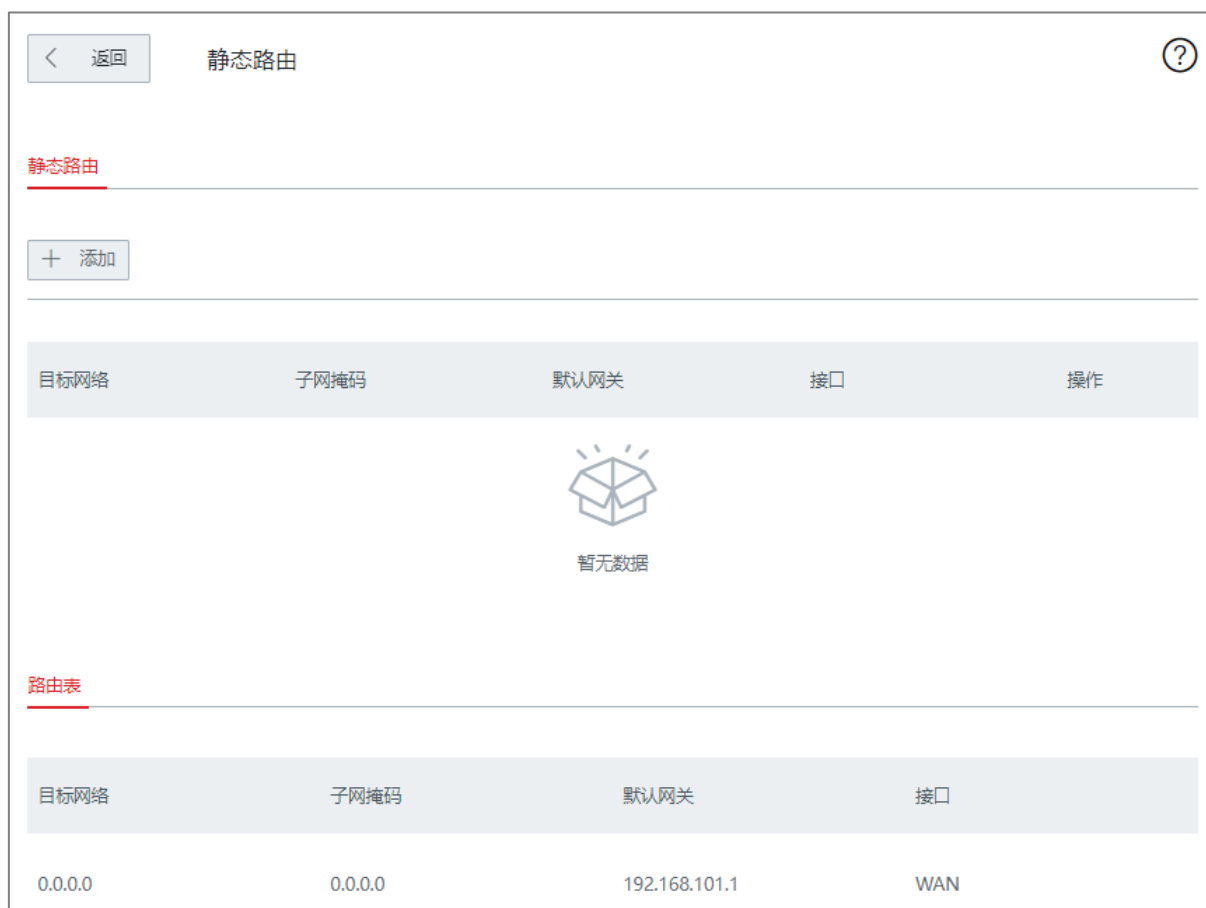 返回 静态路由
静态路由
添加
目标网络 子网掩码 默认网关 接口 操作
暂无数据
路由表
目标网络 子网掩码 默认网关 接口
0.0.0.0 0.0.0.0 192.168.101.1 WAN